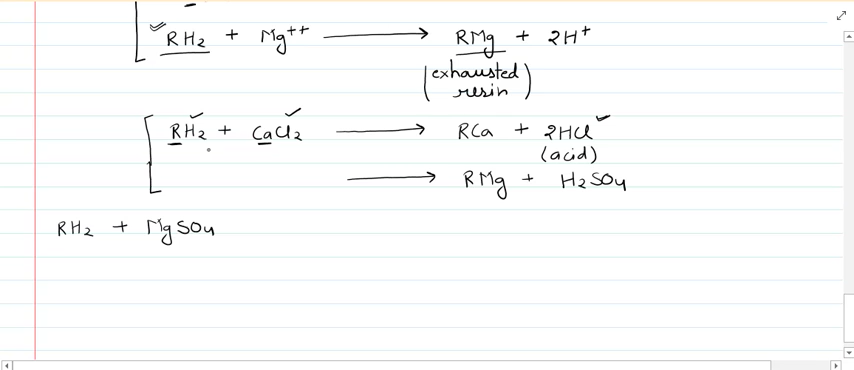 RH2 + Mg++ ⟶ RMg + 2H+
(exhausted
resin)
RH2 + CaCl2 ⟶ RCa + 2HCl
(acid)
⟶ RMg + H2SO4
RH2 + MgSO4